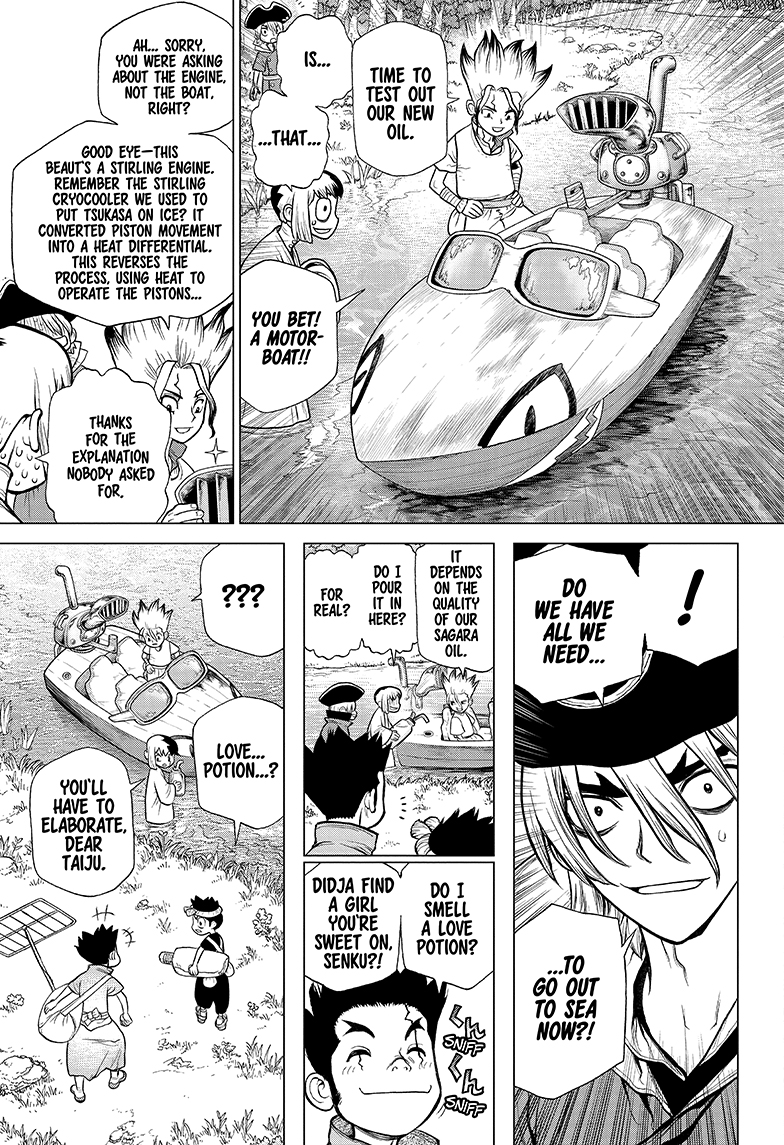 TIME TO
TEST OUT
OUR NEW
OIL.
IS...
...THAT...
YOU BET!
A MOTOR-
BOAT!!
AH... SORRY,
YOU WERE ASKING
ABOUT THE ENGINE,
NOT THE BOAT,
RIGHT?
GOOD EYE—THIS
BEAUT'S A STIRLING ENGINE.
REMEMBER THE STIRLING
CRYOCOOLER WE USED TO
PUT TSUKASA ON ICE? IT
CONVERTED PISTON MOVEMENT
INTO A HEAT DIFFERENTIAL.
THIS REVERSES THE
PROCESS, USING HEAT TO
OPERATE THE PISTONS...
THANKS
FOR THE
EXPLANATION
NOBODY ASKED
FOR.
!
DO
WE HAVE
ALL WE
NEED...
...TO
GO OUT
TO SEA
NOW?!
IT
DEPENDS
ON THE
QUALITY
OF OUR
SAGARA
OIL.
DO I
POUR
IT IN
HERE?
FOR
REAL?
DO I
SMELL
A LOVE
POTION?
DIDJA FIND
A GIRL
YOU'RE
SWEET ON,
SENKU?!
くん
SNIFF
くん
SNIFF
???
LOVE...
POTION...?
YOU'LL
HAVE TO
ELABORATE,
DEAR
TAIJU.